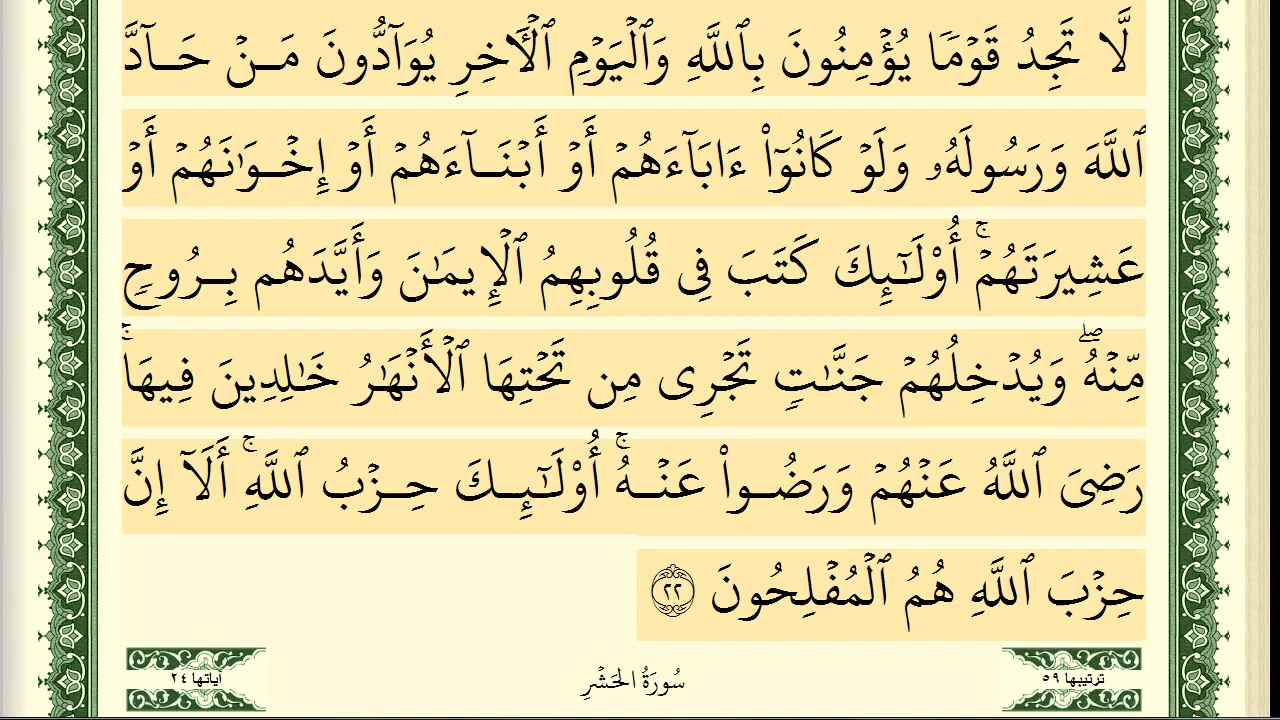 لَّا تَجِدُ قَوْمًا يُؤْمِنُونَ بِٱللَّهِ وَٱلْيَوْمِ ٱلْـَٔاخِرِ يُوَآدُّونَ مَنْ حَآدَّ
ٱللَّهَ وَرَسُولَهُۥ وَلَوْ كَانُوٓا۟ ءَابَآءَهُمْ أَوْ أَبْنَآءَهُمْ أَوْ إِخْوَٰنَهُمْ أَوْ
عَشِيرَتَهُمْ ۚ أُو۟لَـٰٓئِكَ كَتَبَ فِى قُلُوبِهِمُ ٱلْإِيمَـٰنَ وَأَيَّدَهُم بِرُوحٍ
مِّنْهُ ۖ وَيُدْخِلُهُمْ جَنَّـٰتٍ تَجْرِى مِن تَحْتِهَا ٱلْأَنْهَـٰرُ خَـٰلِدِينَ فِيهَا ۚ
رَضِىَ ٱللَّهُ عَنْهُمْ وَرَضُوا۟ عَنْهُ ۚ أُو۟لَـٰٓئِكَ حِزْبُ ٱللَّهِ ۚ أَلَآ إِنَّ
حِزْبَ ٱللَّهِ هُمُ ٱلْمُفْلِحُونَ ٢٢
ترتيبها ٥٩ سُورَةُ الحَشْرِ آياتها ٢٤